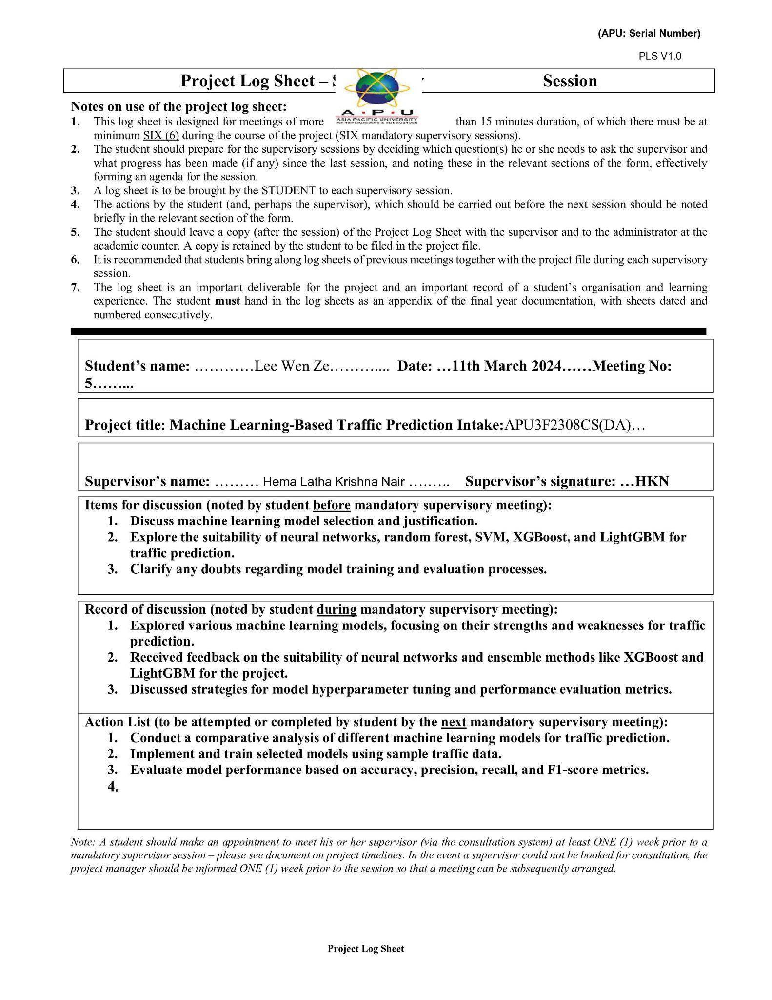 (APU: Serial Number)
PLS V1.0
Project Log Sheet – Session
A • P • U
ASIA PACIFIC UNIVERSITY
OF TECHNOLOGY & INNOVATION
Notes on use of the project log sheet:
1. This log sheet is designed for meetings of more than 15 minutes duration, of which there must be at
minimum SIX (6) during the course of the project (SIX mandatory supervisory sessions).
2. The student should prepare for the supervisory sessions by deciding which question(s) he or she needs to ask the supervisor and
what progress has been made (if any) since the last session, and noting these in the relevant sections of the form, effectively
forming an agenda for the session.
3. A log sheet is to be brought by the STUDENT to each supervisory session.
4. The actions by the student (and, perhaps the supervisor), which should be carried out before the next session should be noted
briefly in the relevant section of the form.
5. The student should leave a copy (after the session) of the Project Log Sheet with the supervisor and to the administrator at the
academic counter. A copy is retained by the student to be filed in the project file.
6. It is recommended that students bring along log sheets of previous meetings together with the project file during each supervisory
session.
7. The log sheet is an important deliverable for the project and an important record of a student’s organisation and learning
experience. The student must hand in the log sheets as an appendix of the final year documentation, with sheets dated and
numbered consecutively.
Student’s name: …………Lee Wen Ze……….... Date: …11th March 2024……Meeting No:
5……...
Project title: Machine Learning-Based Traffic Prediction Intake:APU3F2308CS(DA)…
Supervisor’s name: ……… Hema Latha Krishna Nair ……… Supervisor’s signature: …HKN
Items for discussion (noted by student before mandatory supervisory meeting):
1. Discuss machine learning model selection and justification.
2. Explore the suitability of neural networks, random forest, SVM, XGBoost, and LightGBM for
traffic prediction.
3. Clarify any doubts regarding model training and evaluation processes.
Record of discussion (noted by student during mandatory supervisory meeting):
1. Explored various machine learning models, focusing on their strengths and weaknesses for traffic
prediction.
2. Received feedback on the suitability of neural networks and ensemble methods like XGBoost and
LightGBM for the project.
3. Discussed strategies for model hyperparameter tuning and performance evaluation metrics.
Action List (to be attempted or completed by student by the next mandatory supervisory meeting):
1. Conduct a comparative analysis of different machine learning models for traffic prediction.
2. Implement and train selected models using sample traffic data.
3. Evaluate model performance based on accuracy, precision, recall, and F1-score metrics.
4.
Note: A student should make an appointment to meet his or her supervisor (via the consultation system) at least ONE (1) week prior to a
mandatory supervisor session – please see document on project timelines. In the event a supervisor could not be booked for consultation, the
project manager should be informed ONE (1) week prior to the session so that a meeting can be subsequently arranged.
Project Log Sheet